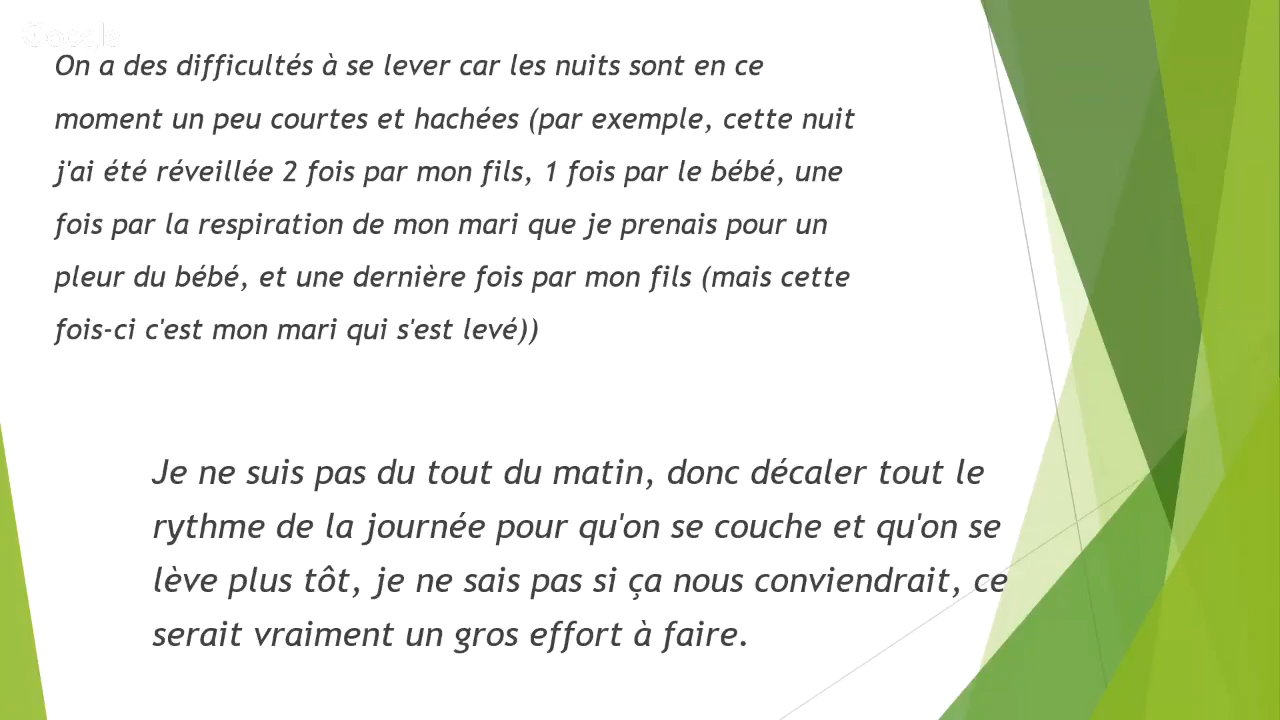 Google
On a des difficultés à se lever car les nuits sont en ce
moment un peu courtes et hachées (par exemple, cette nuit
j'ai été réveillée 2 fois par mon fils, 1 fois par le bébé, une
fois par la respiration de mon mari que je prenais pour un
pleur du bébé, et une dernière fois par mon fils (mais cette
fois-ci c'est mon mari qui s'est levé))
Je ne suis pas du tout du matin, donc décaler tout le
rythme de la journée pour qu'on se couche et qu'on se
lève plus tôt, je ne sais pas si ça nous conviendrait, ce
serait vraiment un gros effort à faire.